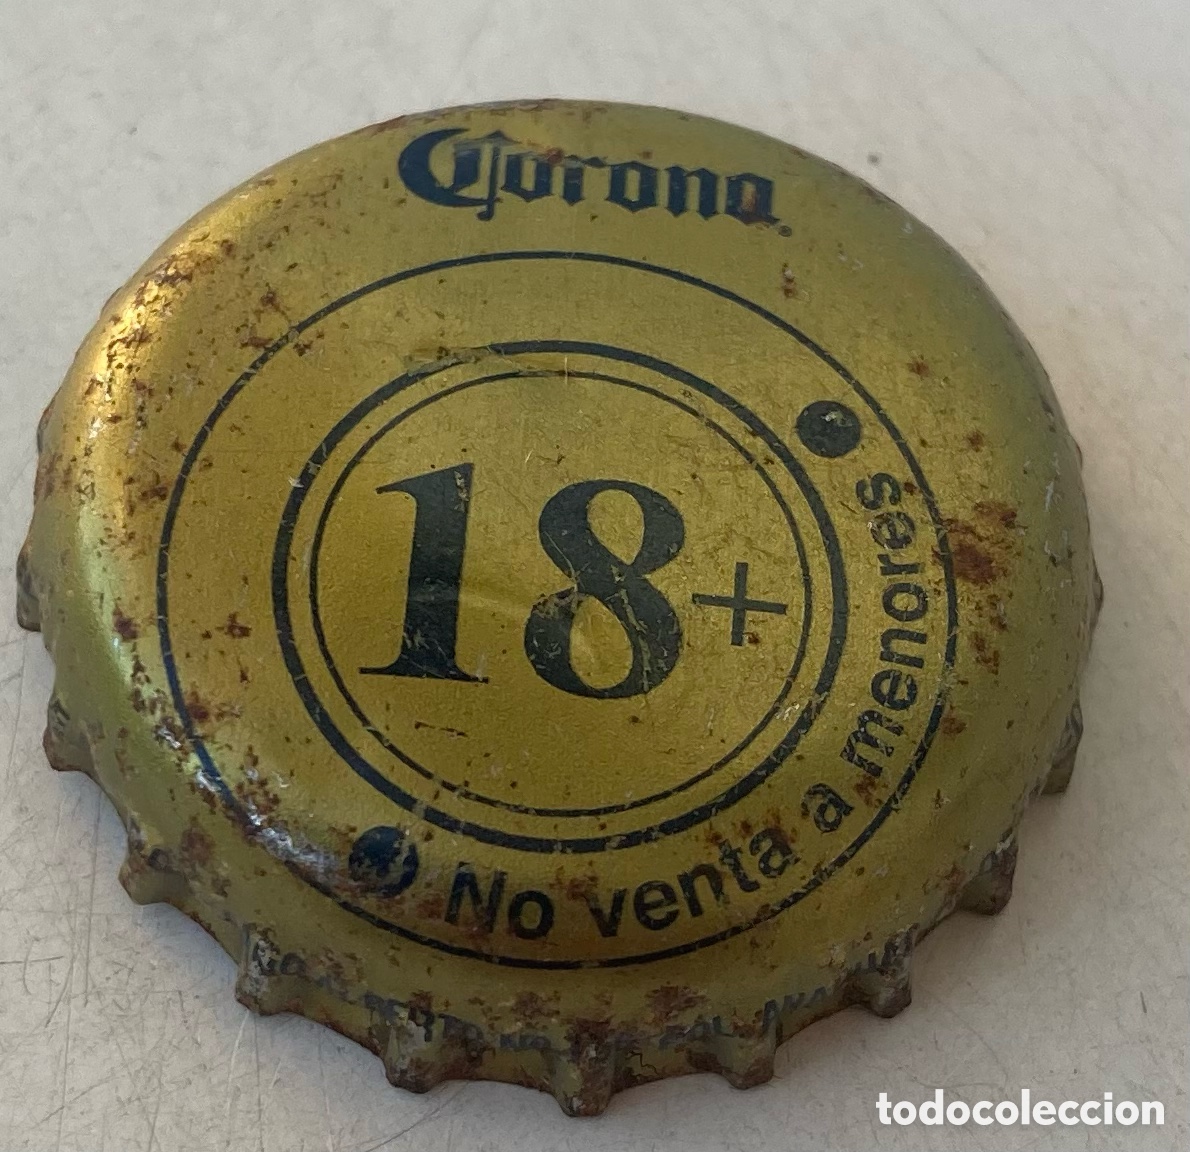 Corona
18+
No venta a menores
todocoleccion